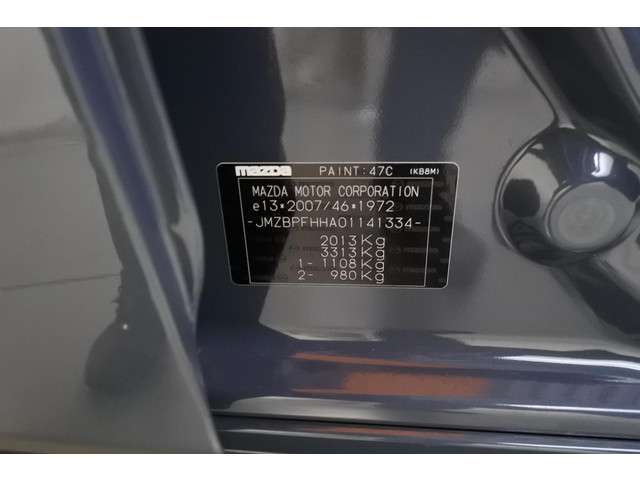 mazda PAINT:47C (KB8M)
MAZDA MOTOR CORPORATION
e13*2007/46*1972
-JMZBPFHHA01141334-
2013Kg
3313Kg
1- 1108Kg
2- 980Kg